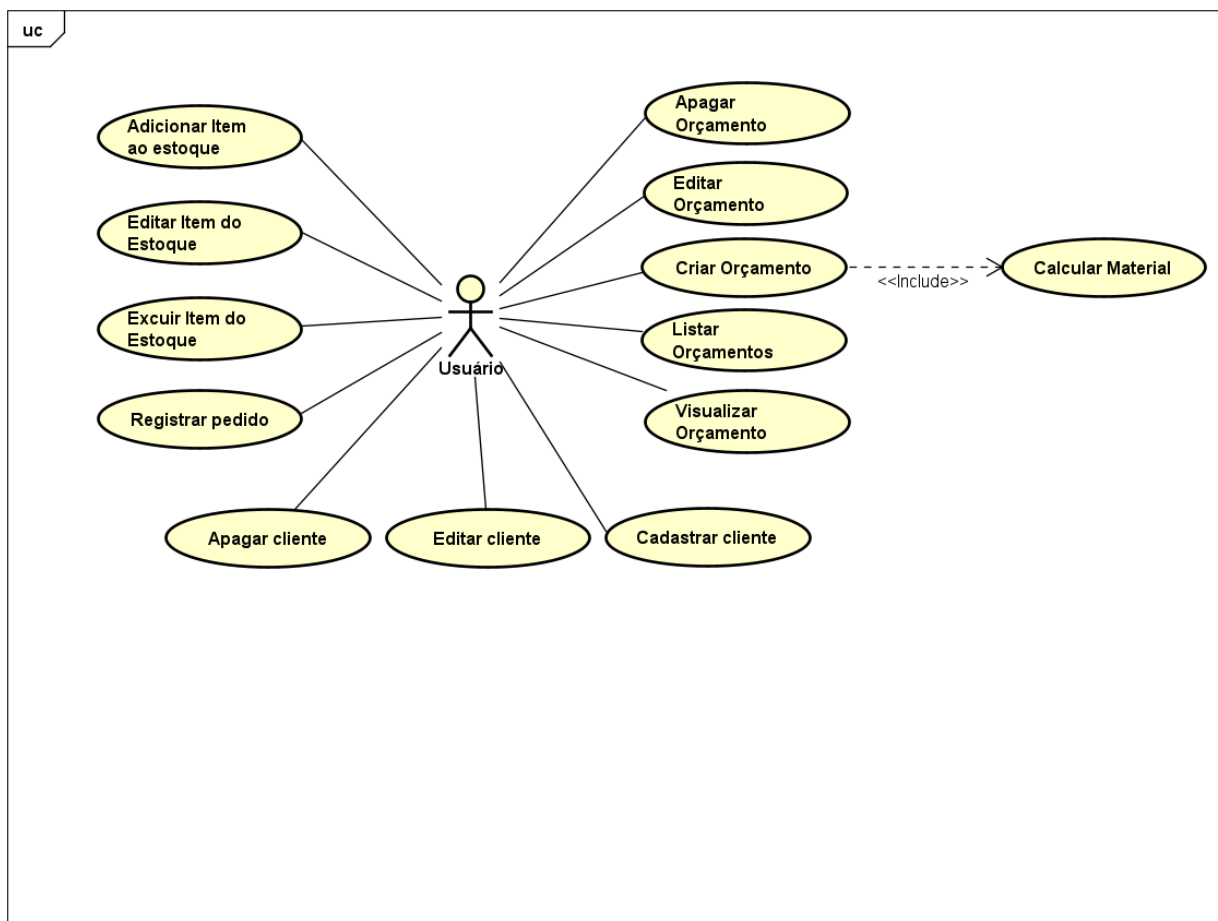 uc
Adicionar Item
ao estoque
Editar Item do
Estoque
Excuir Item do
Estoque
Registrar pedido
Usuário
Apagar
Orçamento
Editar
Orçamento
Criar Orçamento
<<Include>>
Calcular Material
Listar
Orçamentos
Visualizar
Orçamento
Apagar cliente
Editar cliente
Cadastrar cliente